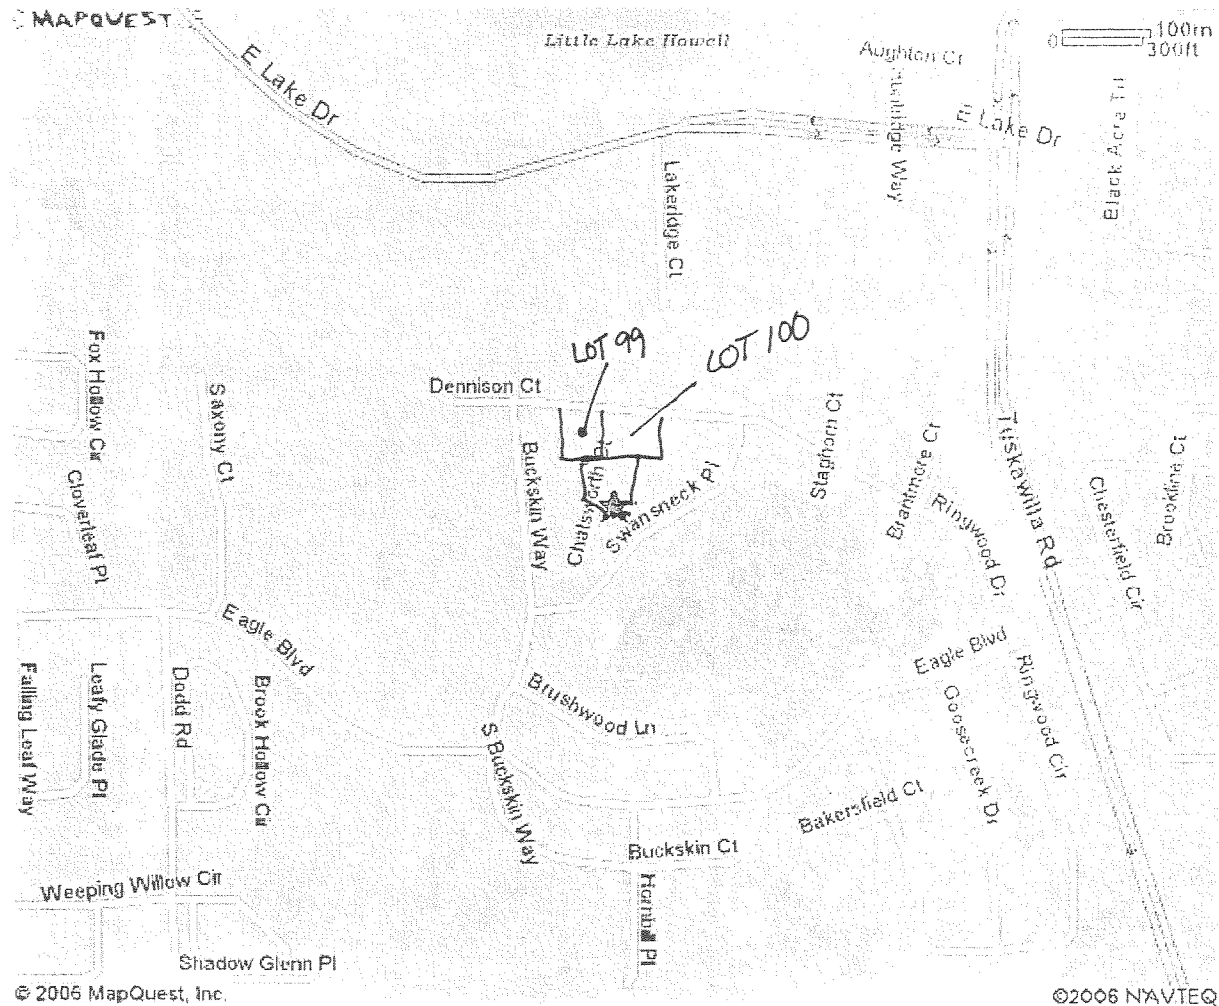 MAPQUEST
Little Lake Howell
0
100m
300ft
Aughton Ct
E Lake Dr
E Lake Dr
Black Acre Trl
Lakeridge Ct
LOT 99
LOT 100
Dennison Ct
Fox Hollow Cir
Saxony Ct
Cloverleaf Pl
Buckskin Way
Chatsworth
Swansneck Pl
Staghorn Ct
Brantmore Ct
Ringwood Dr
Tuskawilla Rd
Chesterfield Cir
Brookline Ct
Eagle Blvd
Eagle Blvd
Ringwood Cir
Goosecreek Dr
Falling Leaf Way
Leafy Glade Pl
Dodd Rd
Brook Hollow Cir
Brushwood Ln
S Buckskin Way
Bakersfield Ct
Buckskin Ct
Hornbill Pl
Weeping Willow Cir
Shadow Glenn Pl
© 2006 MapQuest, Inc.
©2006 NAVTEQ